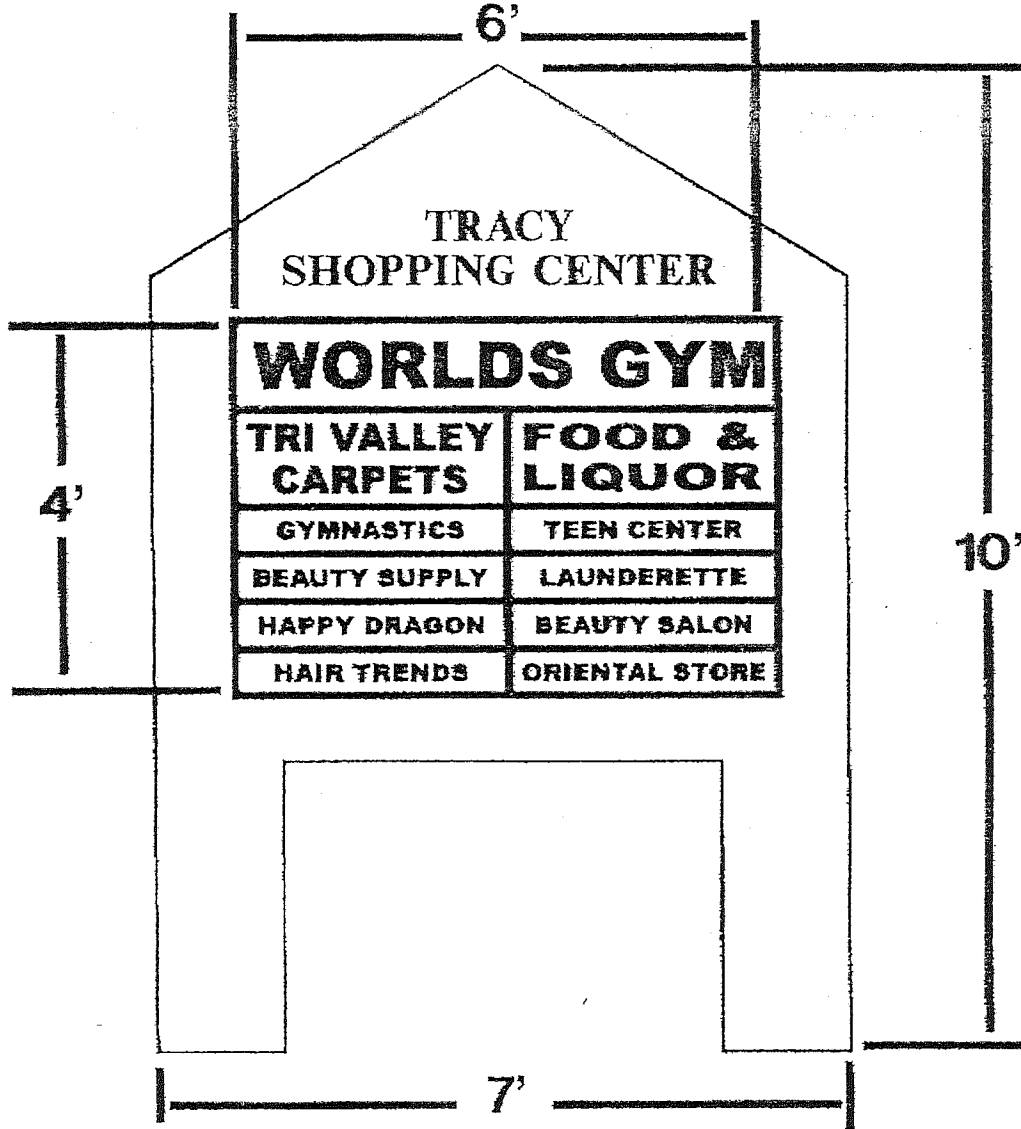 6'
TRACY
SHOPPING CENTER
WORLDS GYM
TRI VALLEY
CARPETS
FOOD &
LIQUOR
4'
GYMNASTICS
TEEN CENTER
10'
BEAUTY SUPPLY
LAUNDERETTE
HAPPY DRAGON
BEAUTY SALON
HAIR TRENDS
ORIENTAL STORE
7'